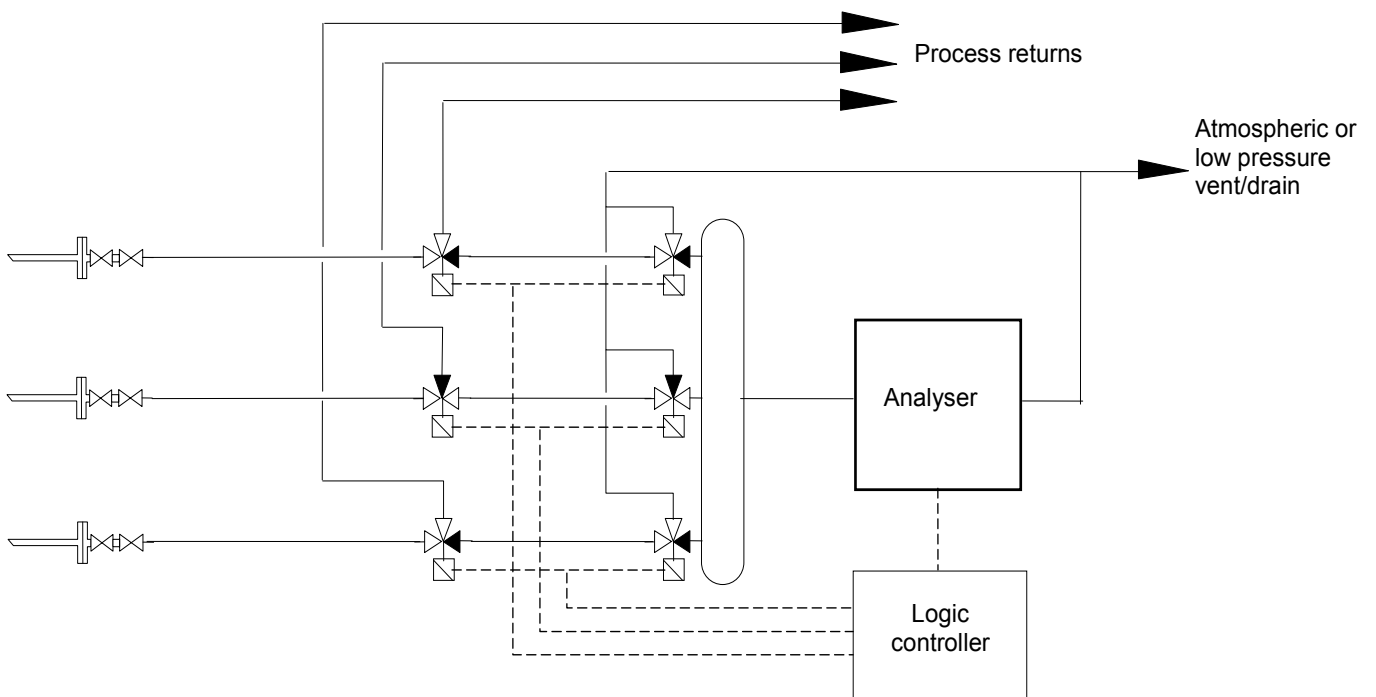 Process returns
Atmospheric or
low pressure
vent/drain
Analyser
Logic
controller